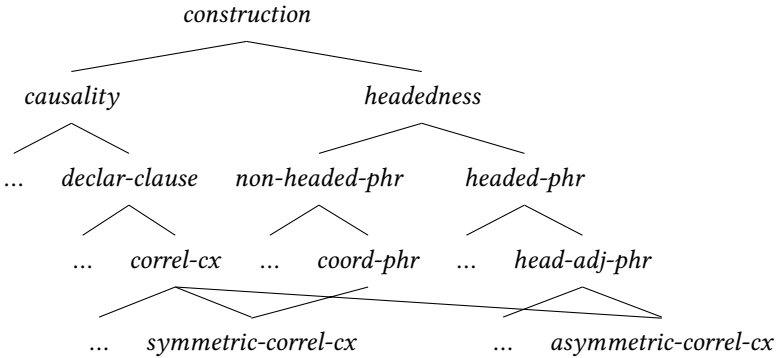 construction
causality headedness
... declar-clause non-headed-phr headed-phr
... correl-cx ... coord-phr ... head-adj-phr
... symmetric-correl-cx ... asymmetric-correl-cx